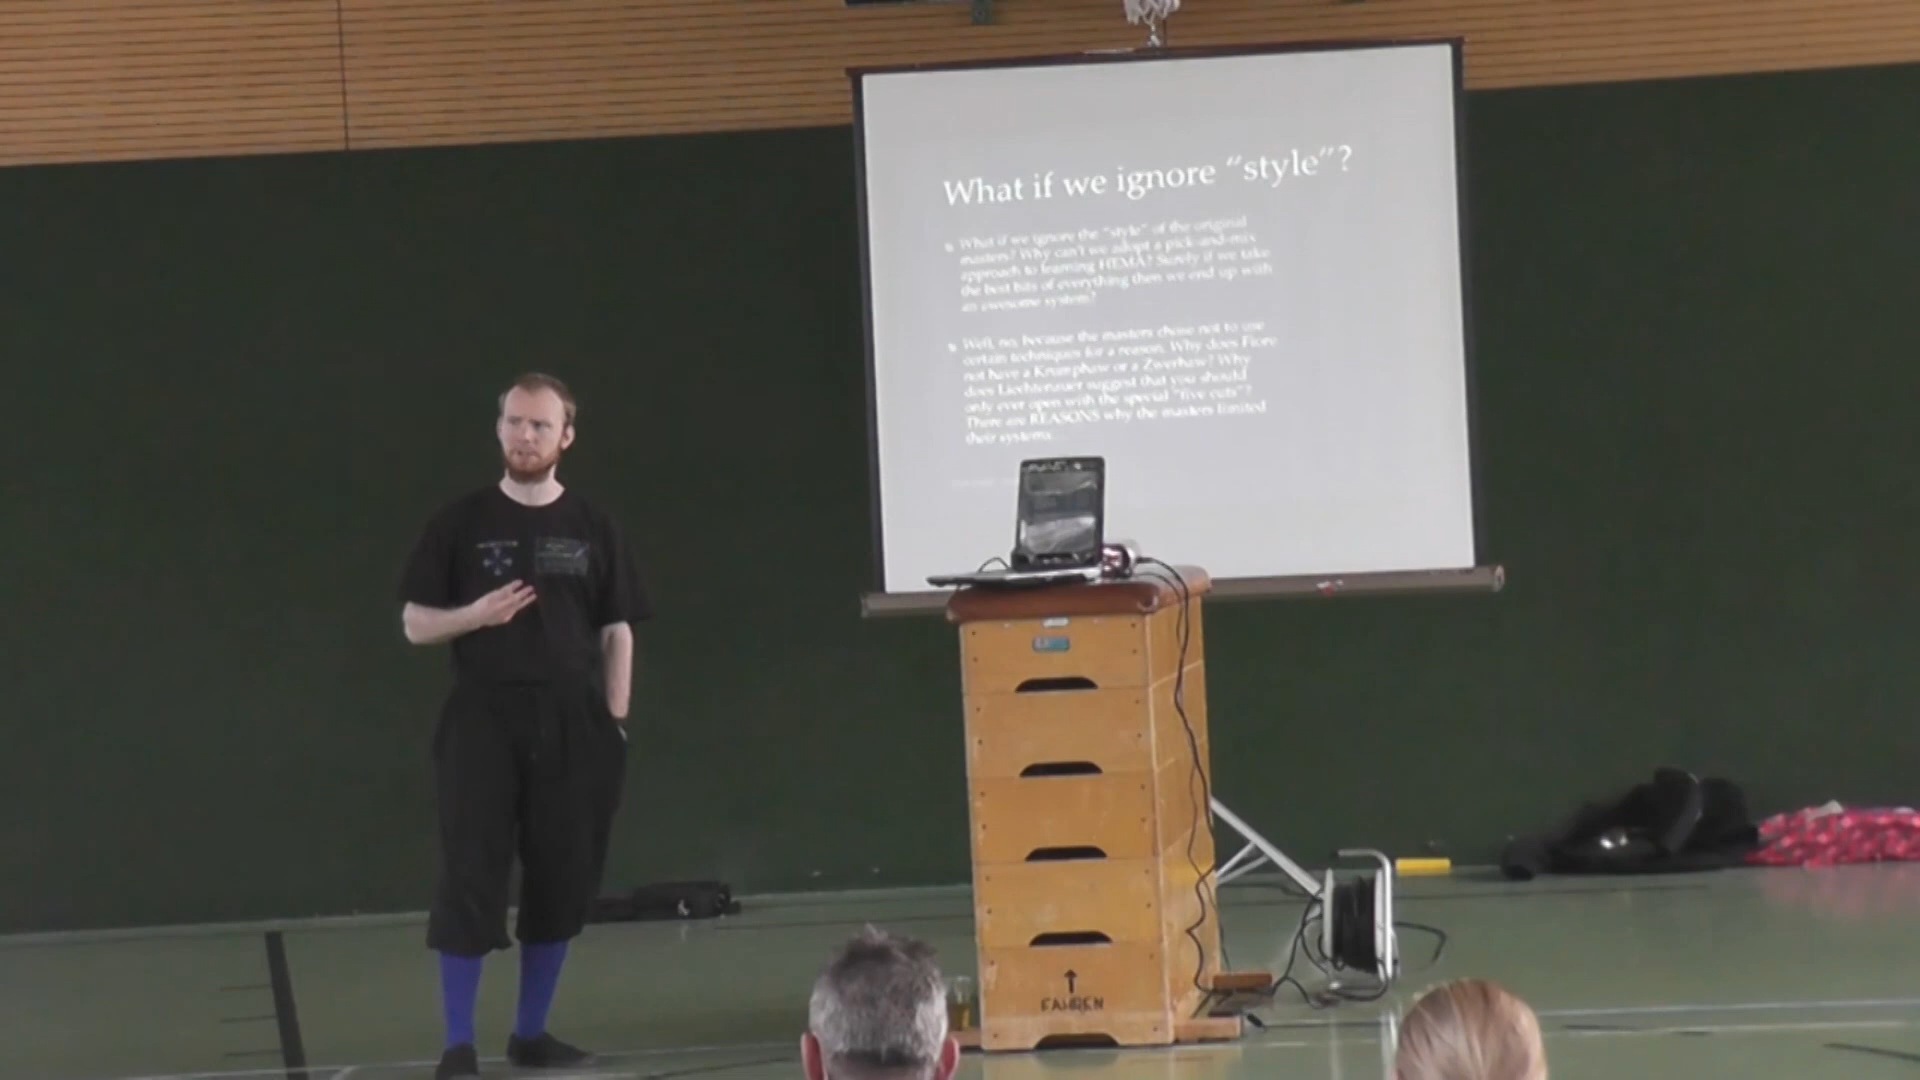 What if we ignore “style”?
What if we ignore the “style” of the original
masters? Why can't we adopt a pick-and-mix
approach to learning HEMA? Surely if we take
the best bits of everything then we end up with
an awesome system?
Well, no, because the masters chose not to use
certain techniques for a reason. Why does Fiore
not have a Krumphaw or a Zwerhaw? Why
does Liechtenauer suggest that you should
only ever open with the special “five cuts”?
There are REASONS why the masters limited
their systems...
FAHREN